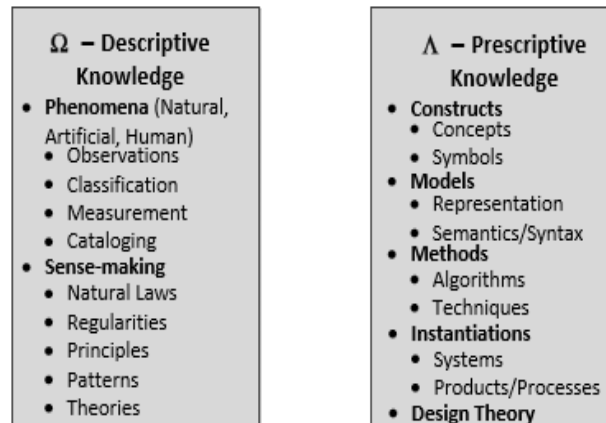 Ω – Descriptive
Knowledge
• Phenomena (Natural,
Artificial, Human)
• Observations
• Classification
• Measurement
• Cataloging
• Sense-making
• Natural Laws
• Regularities
• Principles
• Patterns
• Theories
Λ – Prescriptive
Knowledge
• Constructs
• Concepts
• Symbols
• Models
• Representation
• Semantics/Syntax
• Methods
• Algorithms
• Techniques
• Instantiations
• Systems
• Products/Processes
• Design Theory